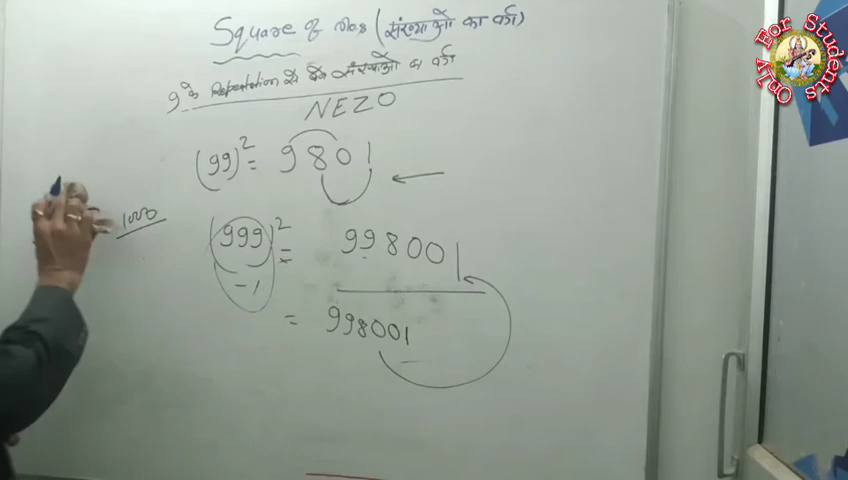 Square of Nos (संख्याओं का वर्ग)
9 के Repetation से बने संख्याओं का वर्ग
NEZO
(99)² = 9801
1000
(999)² = 998001
-1
= 998001
For Students Only